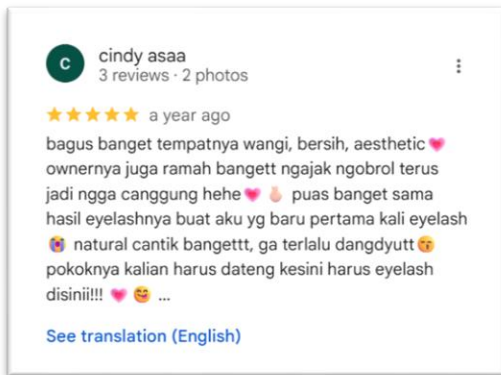 C
cindy asaa
3 reviews · 2 photos
a year ago
bagus banget tempatnya wangi, bersih, aesthetic💗
ownernya juga ramah bangett ngajak ngobrol terus
jadi ngga canggung hehe💗 🫰🏻 puas banget sama
hasil eyelashnya buat aku yg baru pertama kali eyelash
😭 natural cantik bangettt, ga terlalu dangdyutt😙
pokoknya kalian harus dateng kesini harus eyelash
disinii!!! 💗 😋 ...
See translation (English)